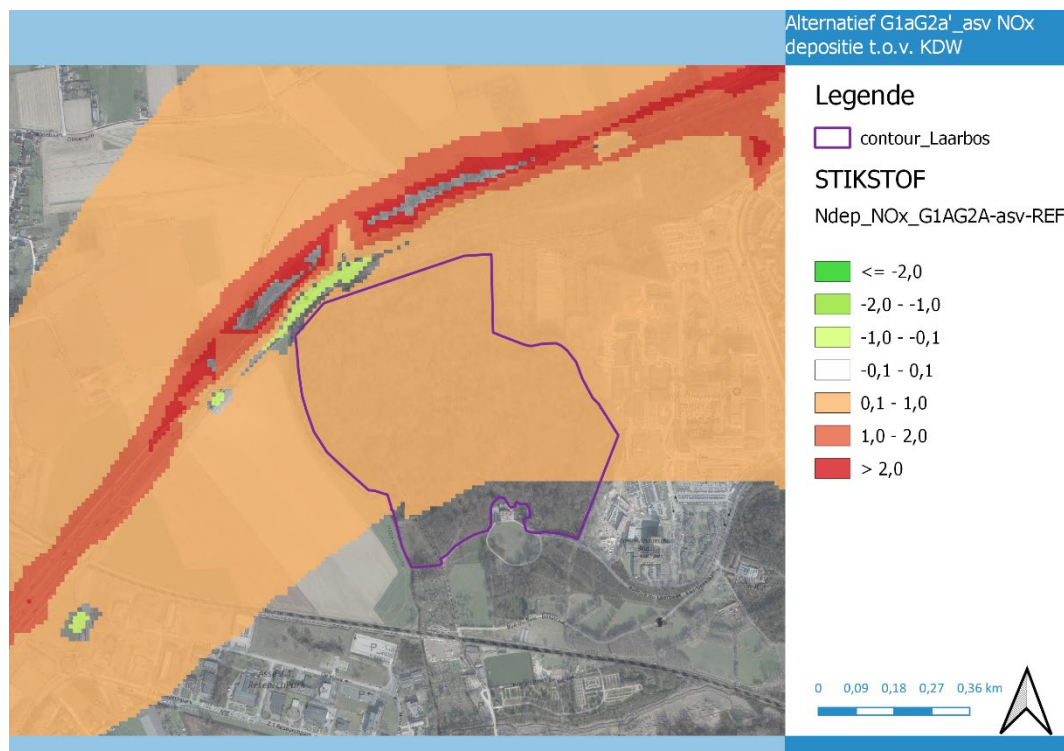 Alternatief G1aG2a'_asv NOx
depositie t.o.v. KDW
Legende
contour_Laarbos
STIKSTOF
Ndep_NOx_G1AG2A-asv-REF
<= -2,0
-2,0 - -1,0
-1,0 - -0,1
-0,1 - 0,1
0,1 - 1,0
1,0 - 2,0
> 2,0
0 0,09 0,18 0,27 0,36 km
P
P